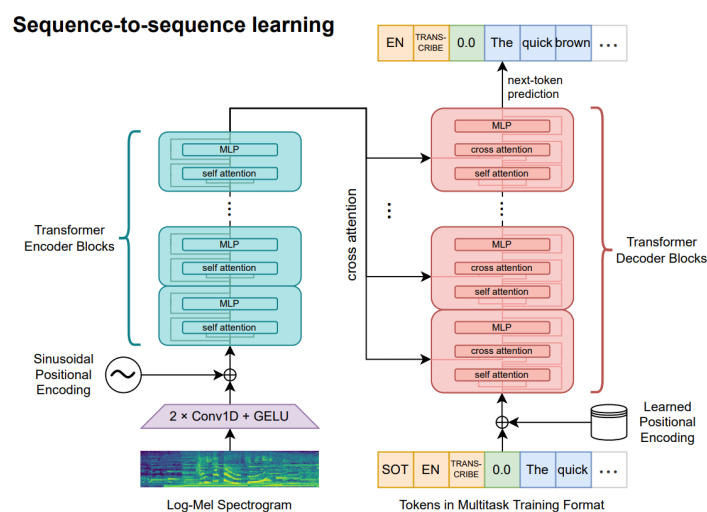 Sequence-to-sequence learning
EN TRANS-CRIBE 0.0 The quick brown ...
next-token
prediction
MLP
self attention
MLP
self attention
MLP
self attention
Transformer
Encoder Blocks
cross attention
MLP
cross attention
self attention
MLP
cross attention
self attention
MLP
cross attention
self attention
Transformer
Decoder Blocks
Sinusoidal
Positional
Encoding
2 × Conv1D + GELU
Learned
Positional
Encoding
SOT EN TRANS-CRIBE 0.0 The quick ...
Log-Mel Spectrogram
Tokens in Multitask Training Format